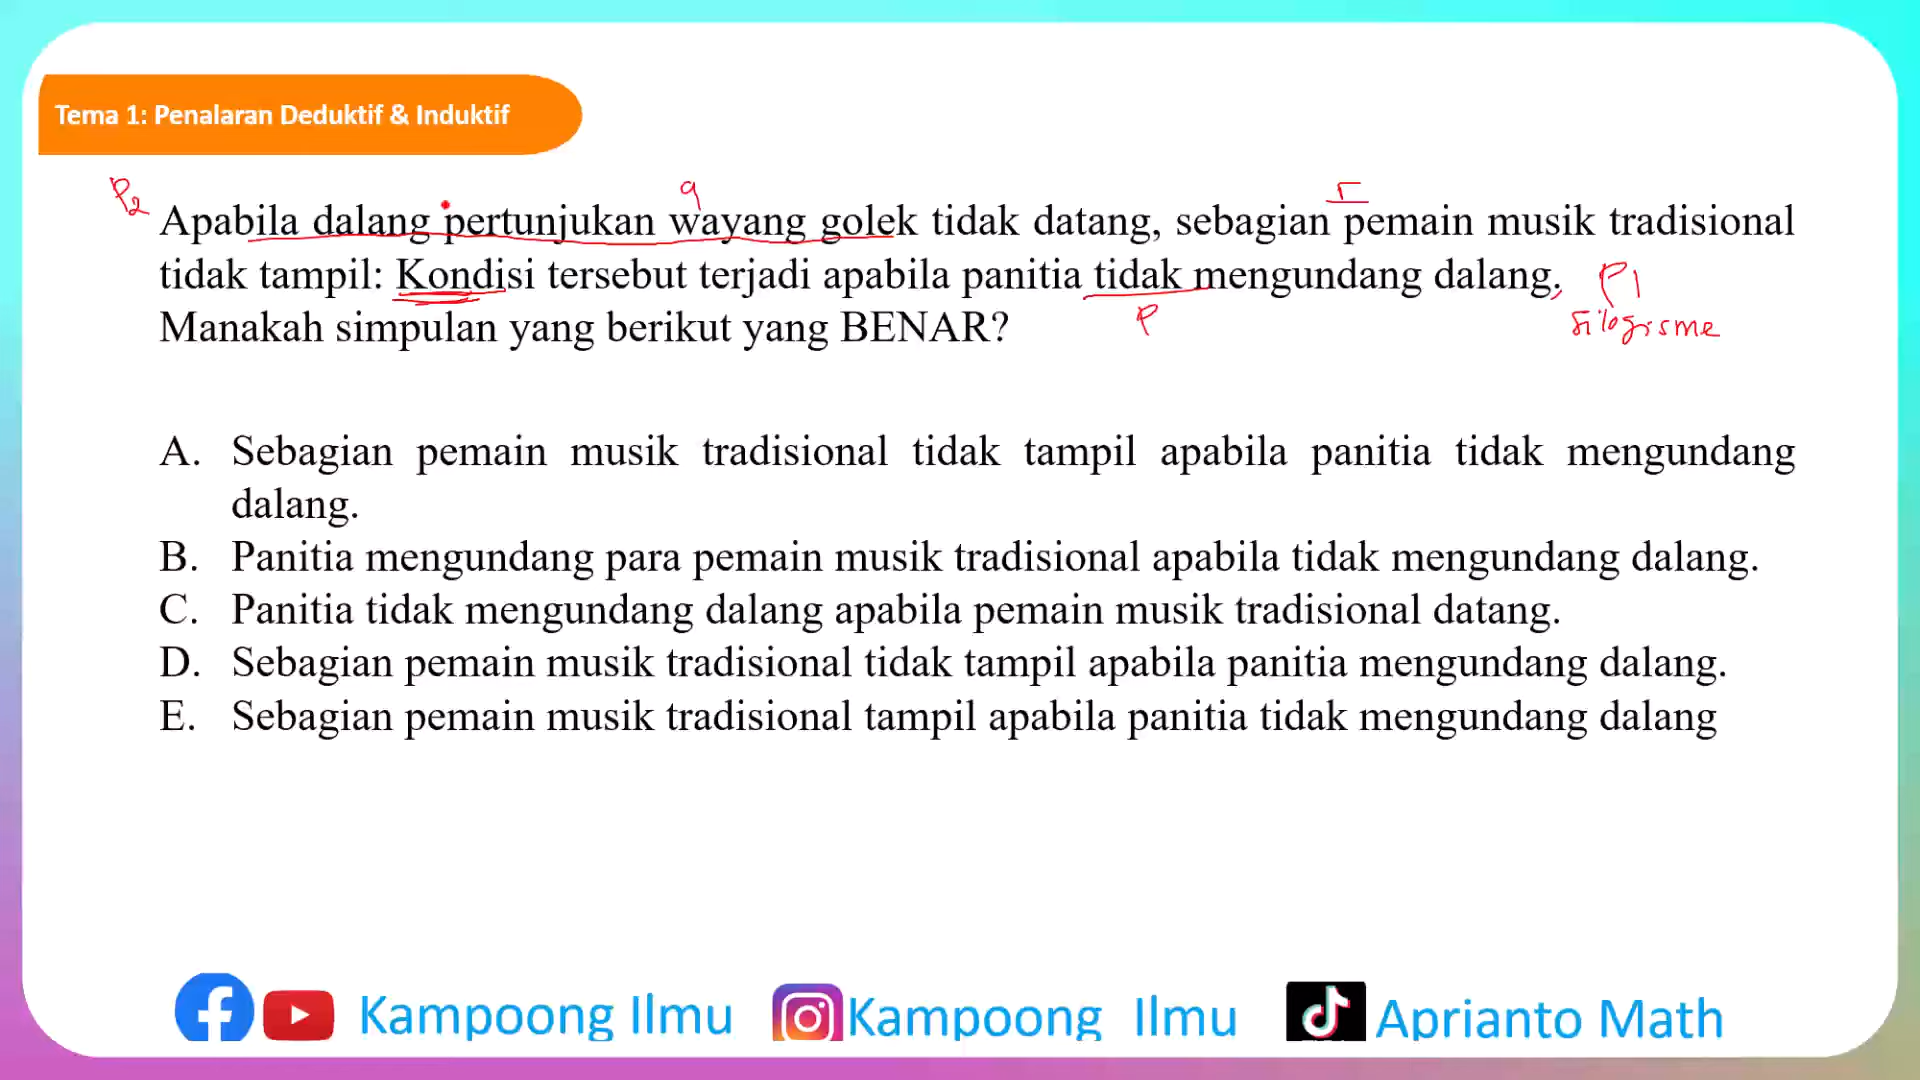 Tema 1: Penalaran Deduktif & Induktif
P2 q r
Apabila dalang pertunjukan wayang golek tidak datang, sebagian pemain musik tradisional
tidak tampil: Kondisi tersebut terjadi apabila panitia tidak mengundang dalang. P1
Manakah simpulan yang berikut yang BENAR? P silogisme
A. Sebagian pemain musik tradisional tidak tampil apabila panitia tidak mengundang
dalang.
B. Panitia mengundang para pemain musik tradisional apabila tidak mengundang dalang.
C. Panitia tidak mengundang dalang apabila pemain musik tradisional datang.
D. Sebagian pemain musik tradisional tidak tampil apabila panitia mengundang dalang.
E. Sebagian pemain musik tradisional tampil apabila panitia tidak mengundang dalang
Kampoong Ilmu Kampoong Ilmu Aprianto Math